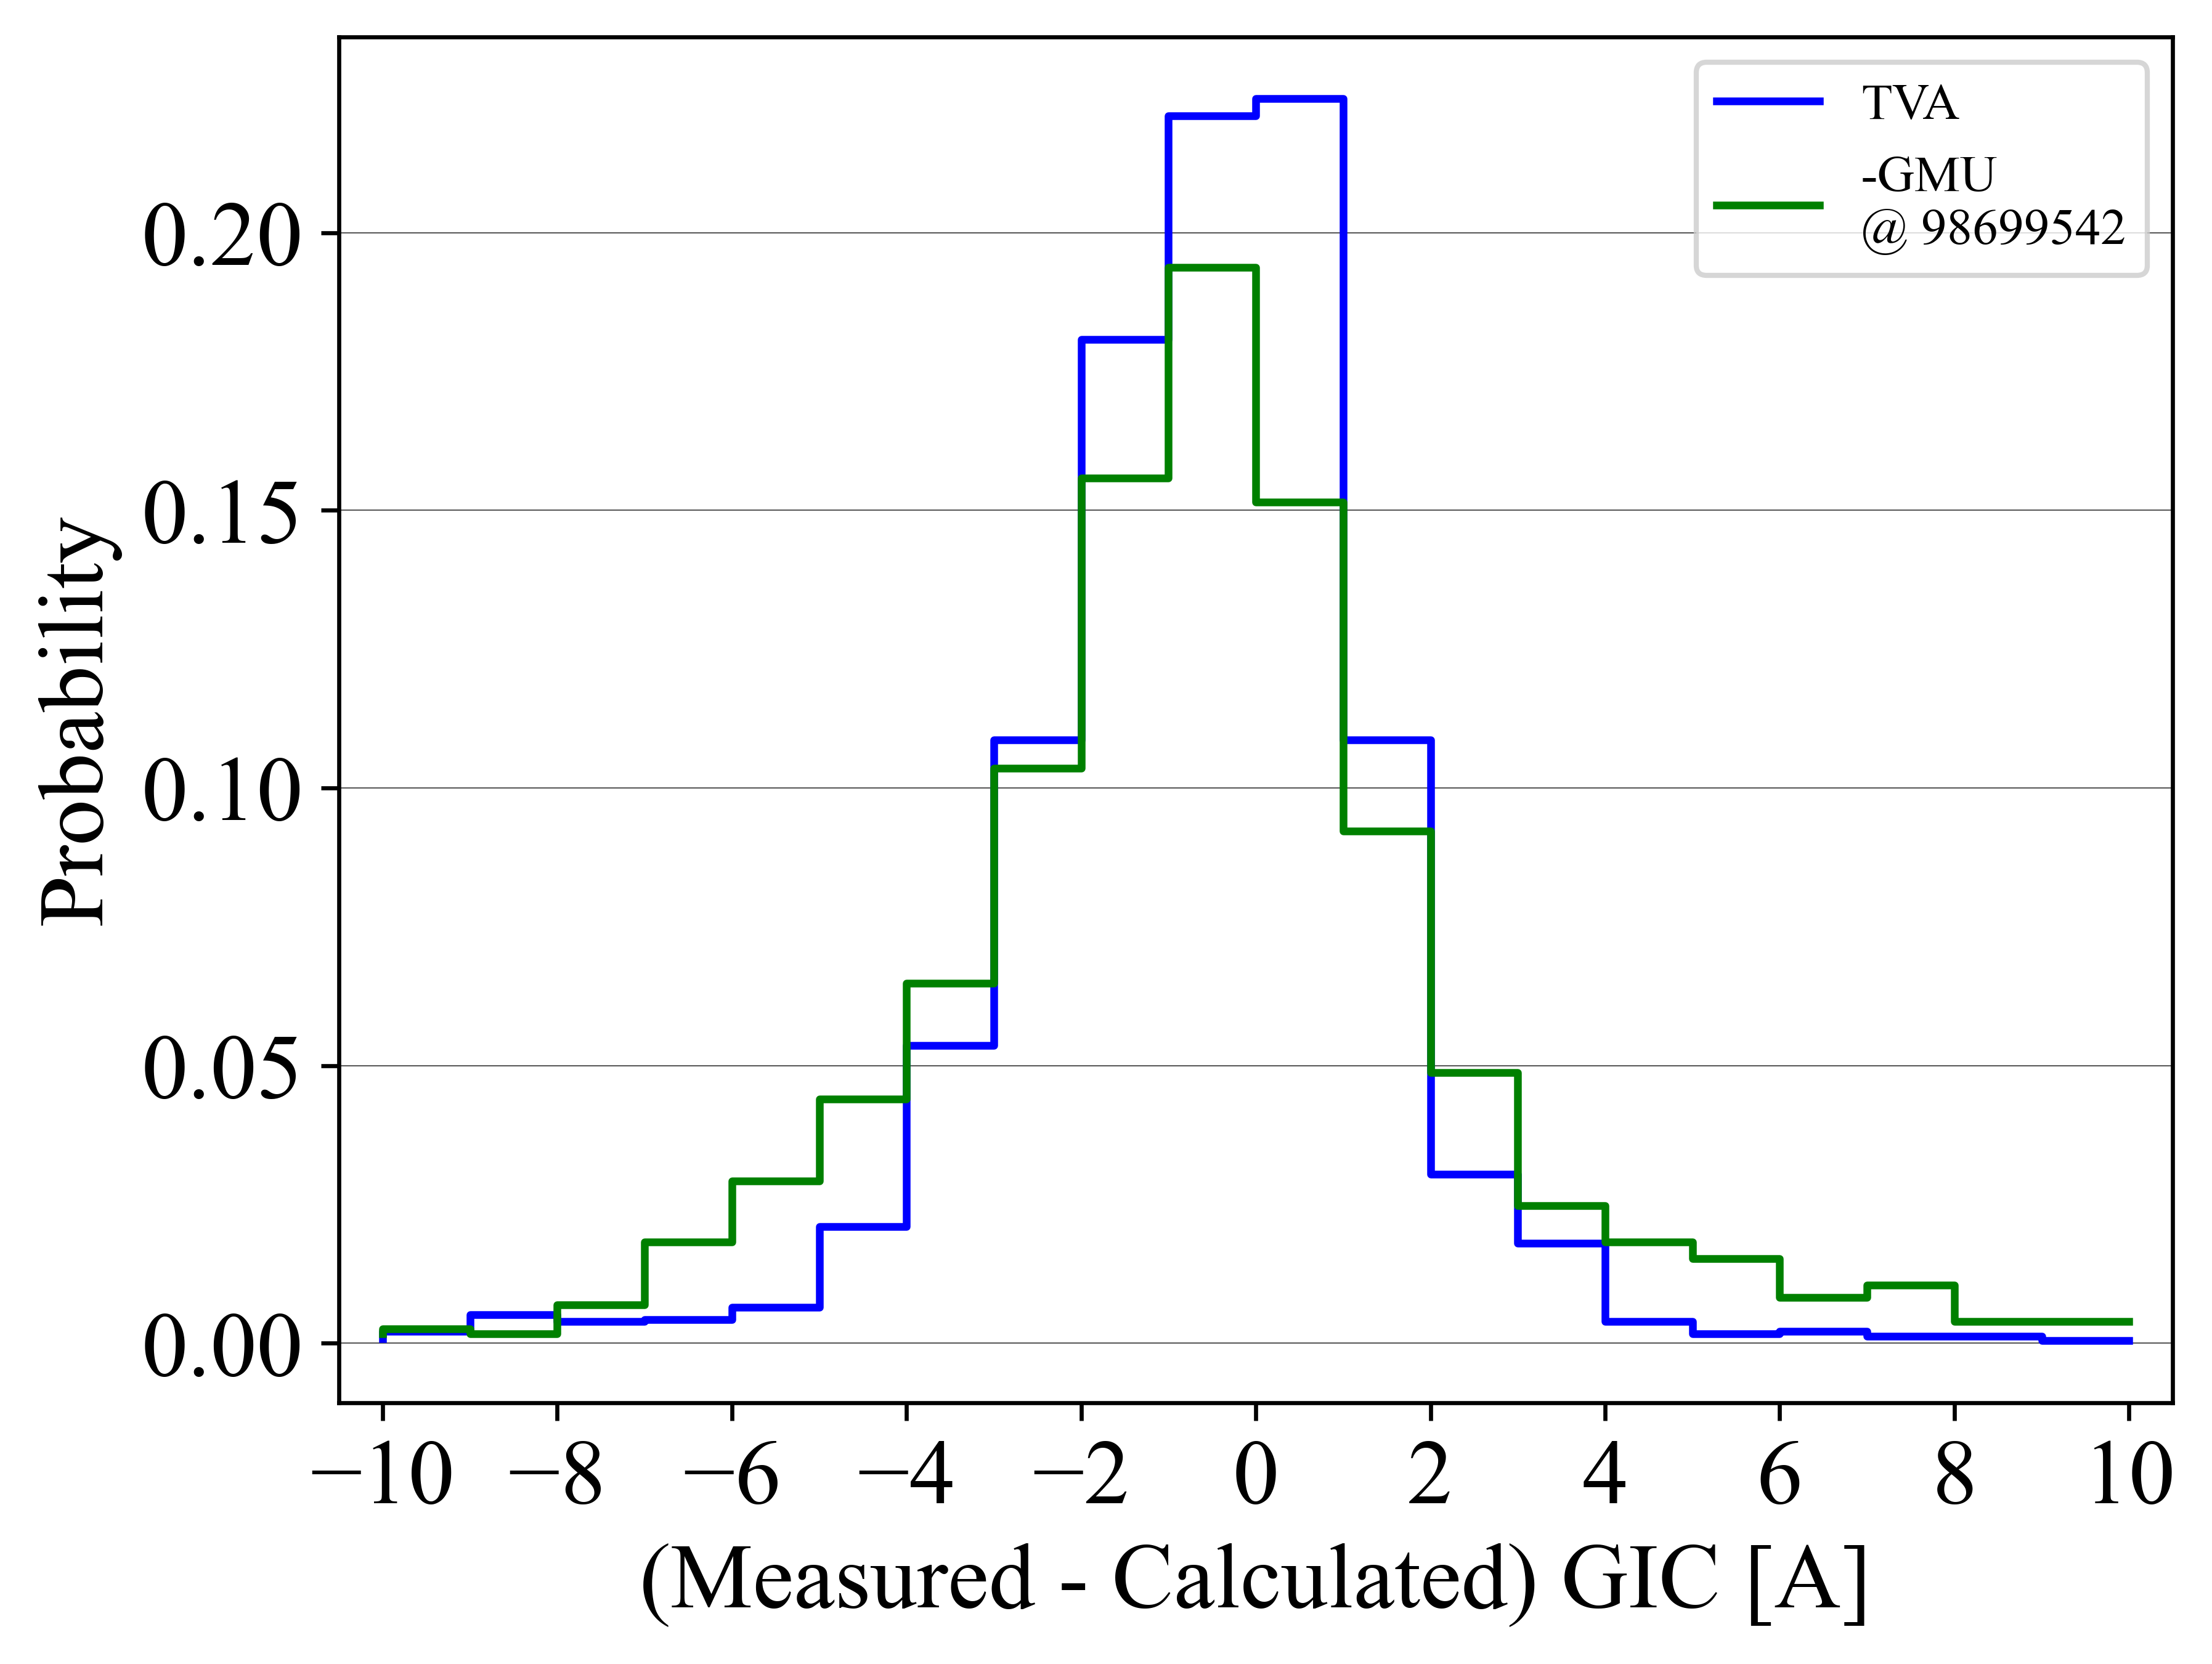 TVA
-GMU
@ 98699542
0.20
0.15
0.10
0.05
0.00
Probability
−10 −8 −6 −4 −2 0 2 4 6 8 10
(Measured - Calculated) GIC [A]